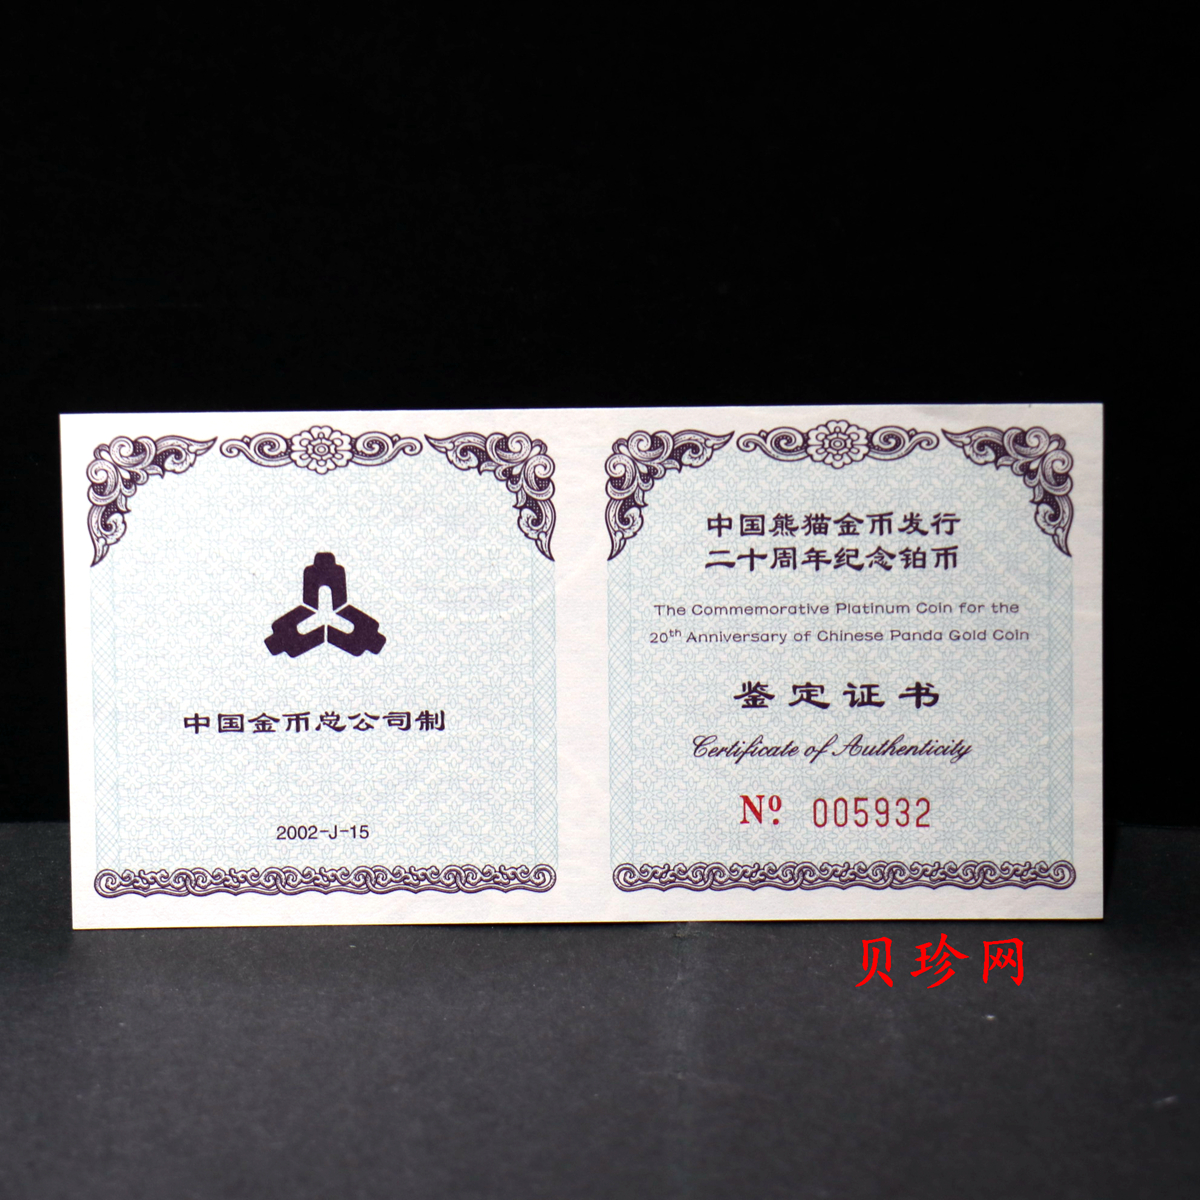 中国金币总公司制
2002-J-15
中国熊猫金币发行
二十周年纪念铂币
The Commemorative Platinum Coin for the
20th Anniversary of Chinese Panda Gold Coin
鉴定证书
Certificate of Authenticity
Nº. 005932
贝珍网